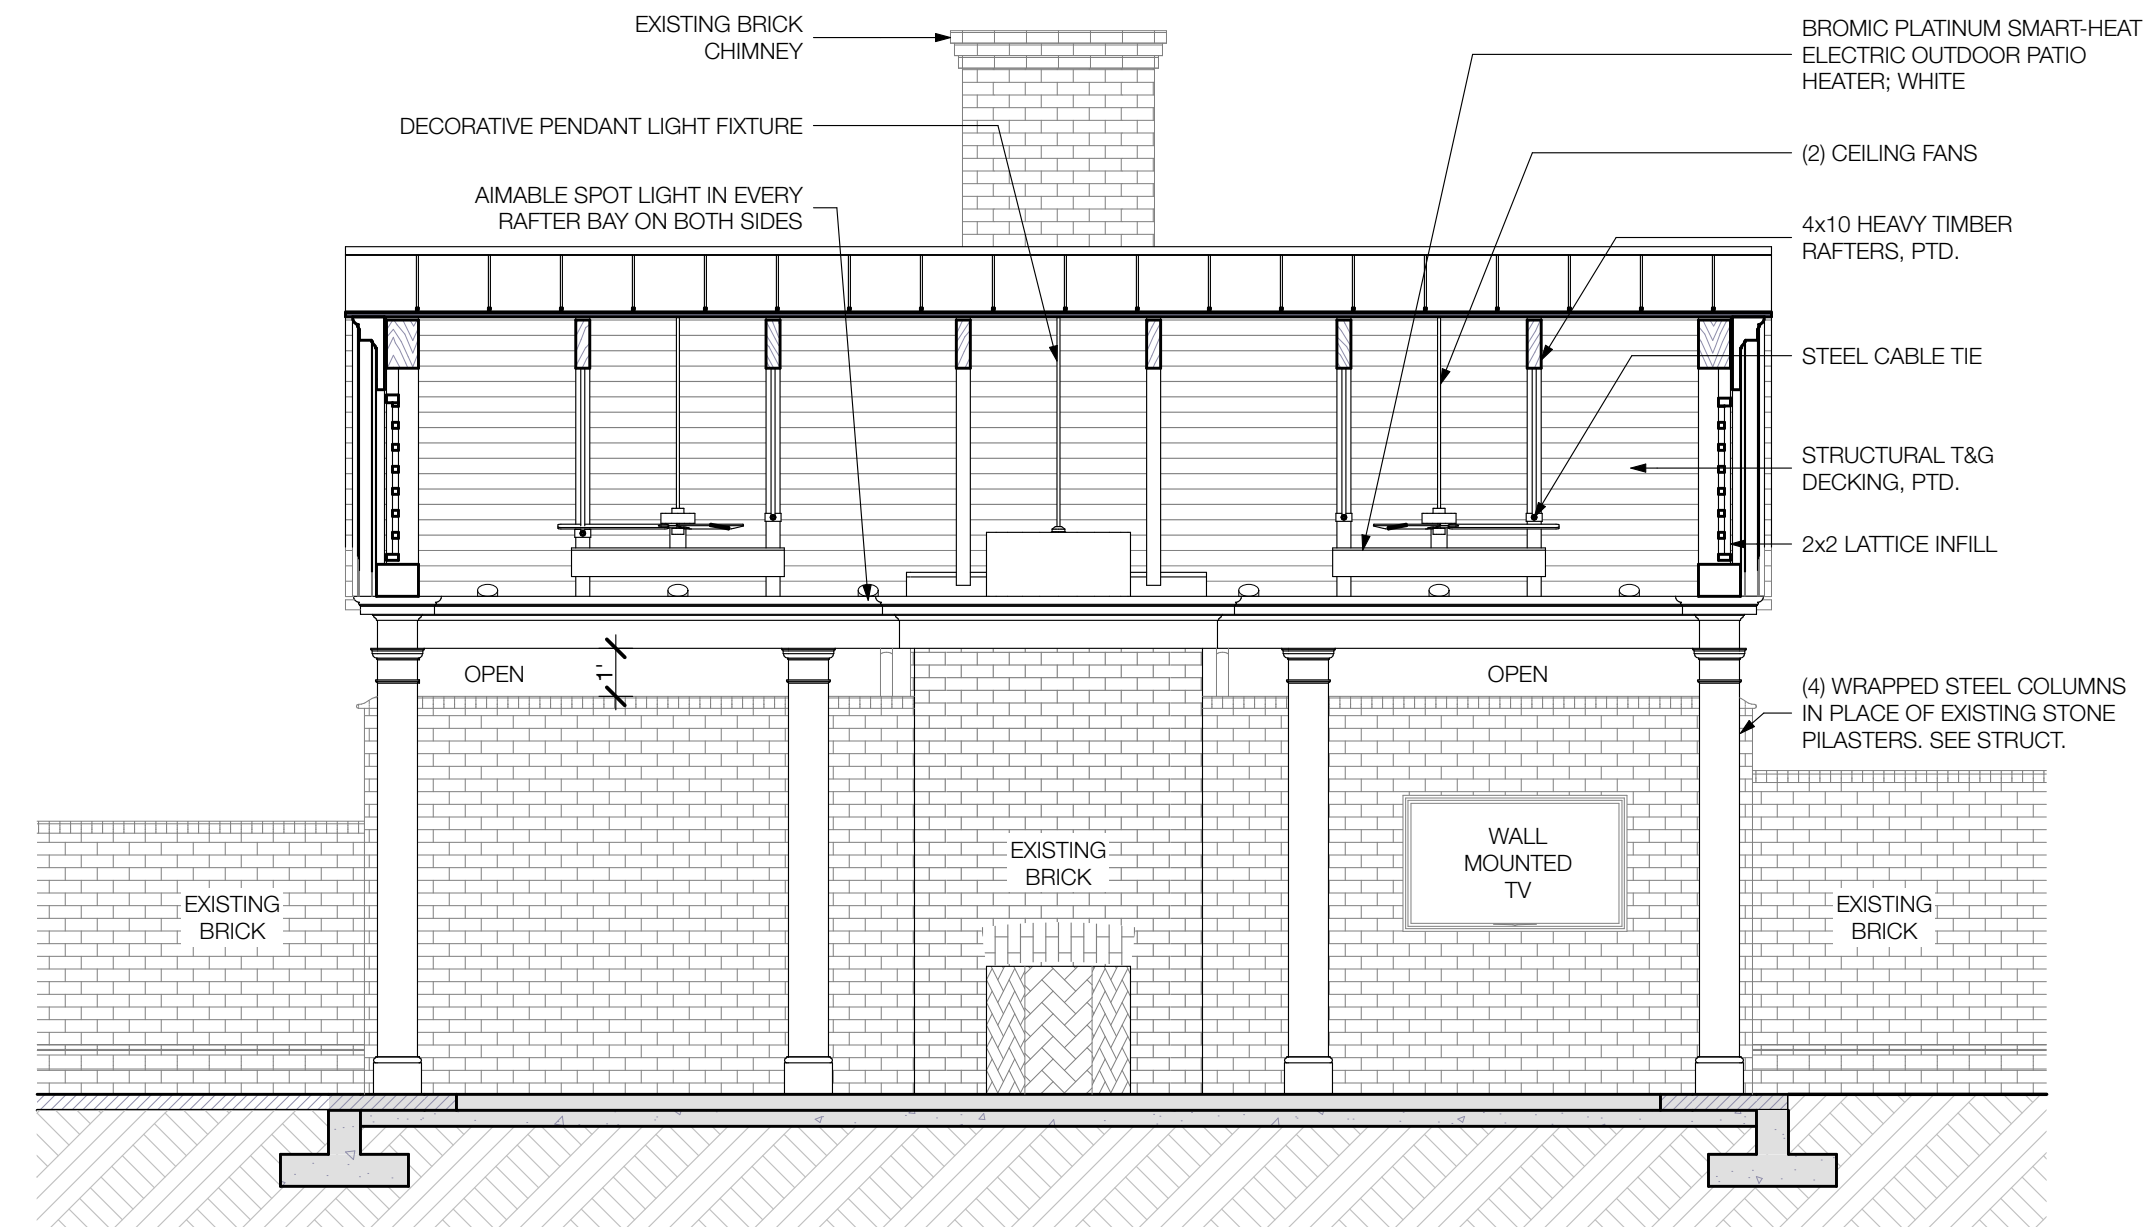 EXISTING BRICK
CHIMNEY
DECORATIVE PENDANT LIGHT FIXTURE
AIMABLE SPOT LIGHT IN EVERY
RAFTER BAY ON BOTH SIDES
BROMIC PLATINUM SMART-HEAT
ELECTRIC OUTDOOR PATIO
HEATER; WHITE
(2) CEILING FANS
4x10 HEAVY TIMBER
RAFTERS, PTD.
STEEL CABLE TIE
STRUCTURAL T&G
DECKING, PTD.
2x2 LATTICE INFILL
OPEN
1'
OPEN
(4) WRAPPED STEEL COLUMNS
IN PLACE OF EXISTING STONE
PILASTERS. SEE STRUCT.
EXISTING
BRICK
EXISTING
BRICK
WALL
MOUNTED
TV
EXISTING
BRICK